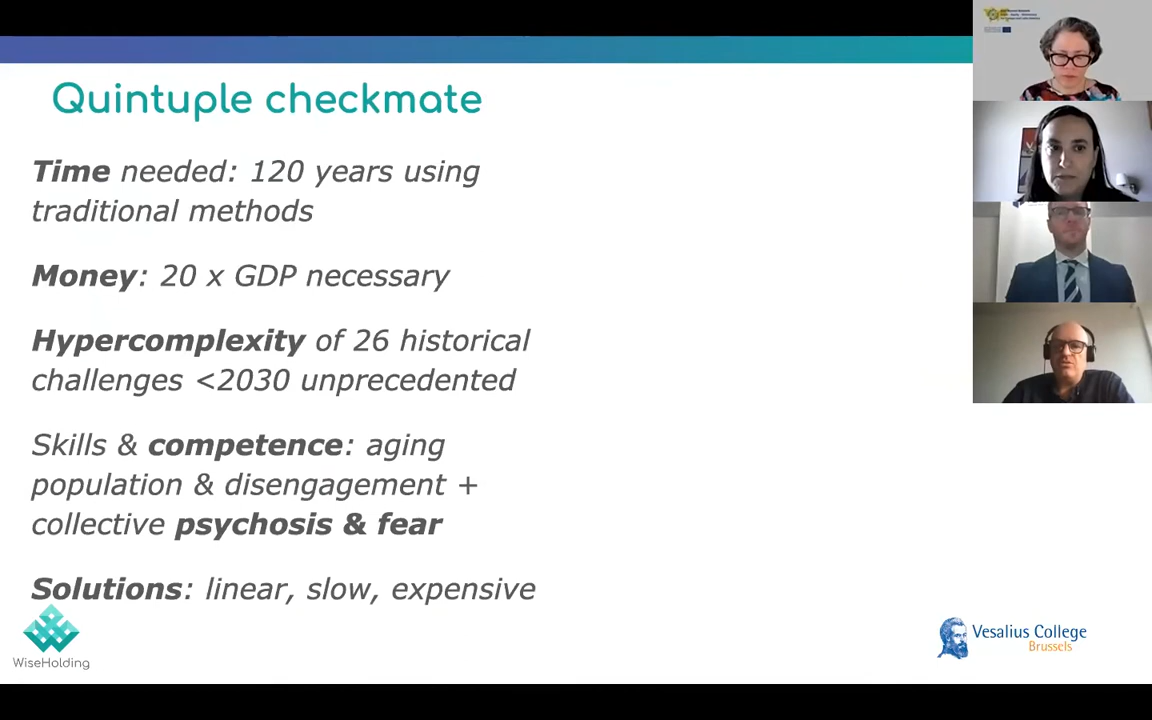 Quintuple checkmate
Time needed: 120 years using
traditional methods
Money: 20 x GDP necessary
Hypercomplexity of 26 historical
challenges <2030 unprecedented
Skills & competence: aging
population & disengagement +
collective psychosis & fear
Solutions: linear, slow, expensive
WiseHolding
Vesalius College
Brussels